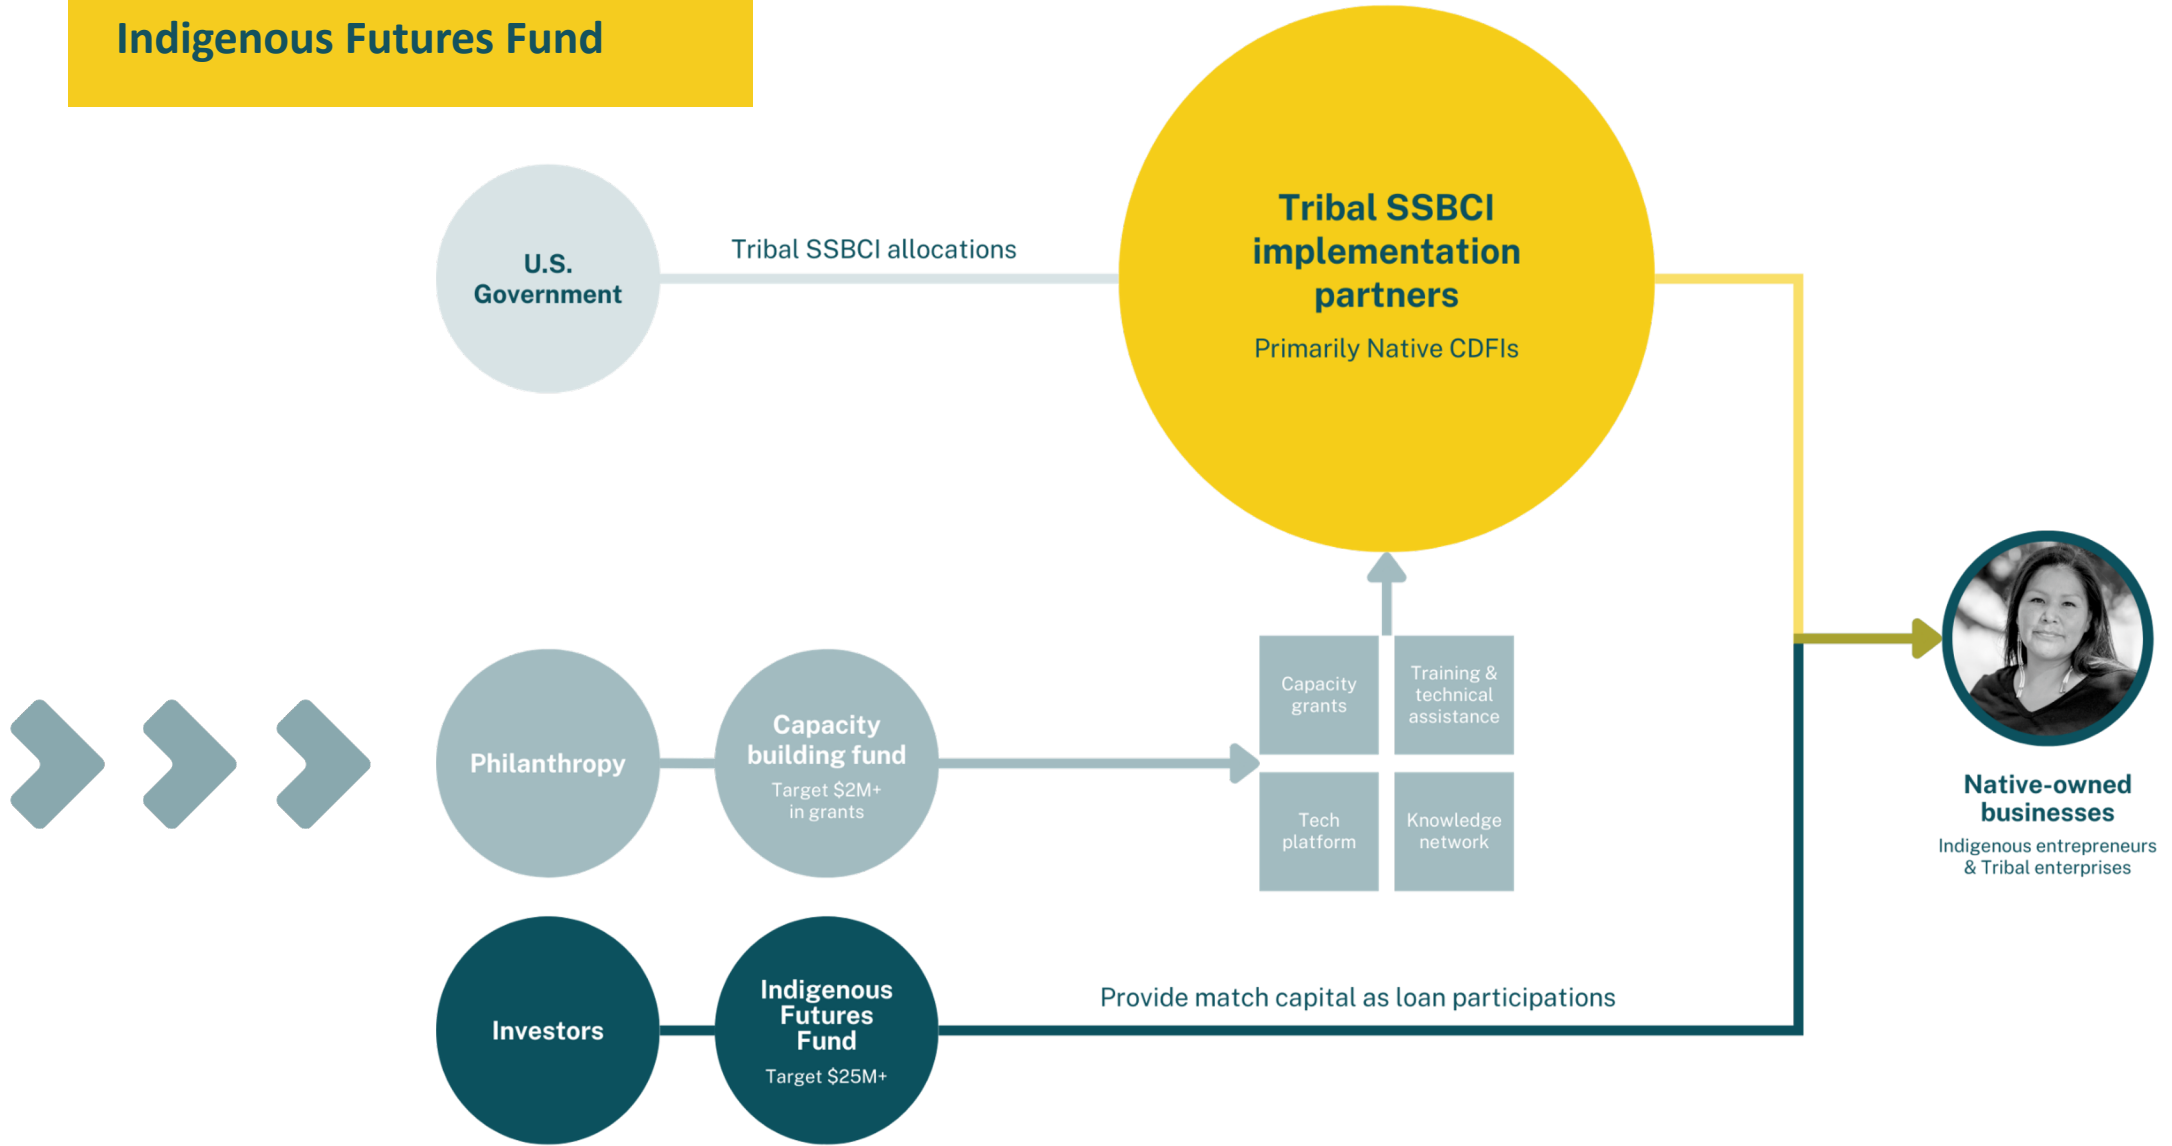 Indigenous Futures Fund
U.S.
Government
Tribal SSBCI allocations
Tribal SSBCI
implementation
partners
Primarily Native CDFIs
Philanthropy
Capacity
building fund
Target $2M+
in grants
Capacity
grants
Training &
technical
assistance
Tech
platform
Knowledge
network
Native-owned
businesses
Indigenous entrepreneurs
& Tribal enterprises
Investors
Indigenous
Futures
Fund
Target $25M+
Provide match capital as loan participations